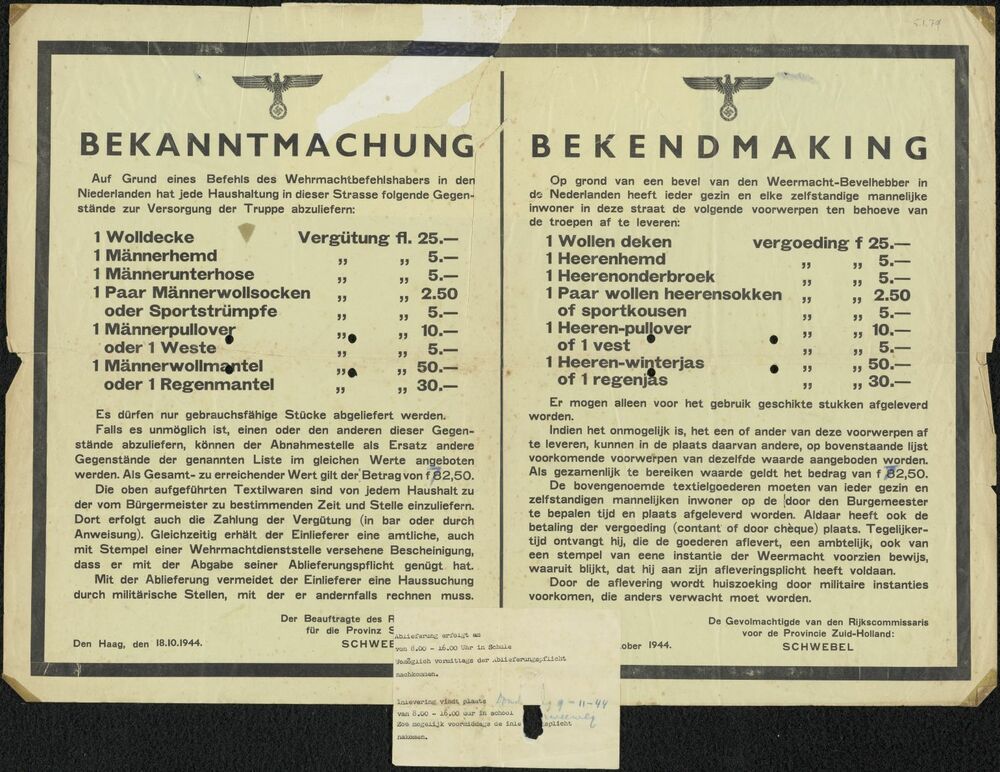 5.1.79
BEKANNTMACHUNG
Auf Grund eines Befehls des Wehrmachtbefehlshabers in den
Niederlanden hat jede Haushaltung in dieser Strasse folgende Gegen-
stände zur Versorgung der Truppe abzuliefern:
1 Wolldecke Vergütung fl. 25.—
1 Männerhemd „ „ 5.—
1 Männerunterhose „ „ 5.—
1 Paar Männerwollsocken „ „ 2.50
oder Sportstrümpfe „ „ 5.—
1 Männerpullover „ „ 10.—
oder 1 Weste „ „ 5.—
1 Männerwollmantel „ „ 50.—
oder 1 Regenmantel „ „ 30.—
Es dürfen nur gebrauchsfähige Stücke abgeliefert werden.
Falls es unmöglich ist, einen oder den anderen dieser Gegen-
stände abzuliefern, können der Abnahmestelle als Ersatz andere
Gegenstände der genannten Liste im gleichen Werte angeboten
werden. Als Gesamt- zu erreichender Wert gilt der Betrag von f 82,50.
Die oben aufgeführten Textilwaren sind von jedem Haushalt zu
der vom Bürgermeister zu bestimmenden Zeit und Stelle einzuliefern.
Dort erfolgt auch die Zahlung der Vergütung (in bar oder durch
Anweisung). Gleichzeitig erhält der Einlieferer eine amtliche, auch
mit Stempel einer Wehrmachtdienststelle versehene Bescheinigung,
dass er mit der Abgabe seiner Ablieferungspflicht genügt hat.
Mit der Ablieferung vermeidet der Einlieferer eine Haussuchung
durch militärische Stellen, mit der er andernfalls rechnen muss.
Der Beauftragte des R
für die Provinz S
Den Haag, den 18.10.1944. SCHWE
BEKENDMAKING
Op grond van een bevel van den Weermacht-Bevelhebber in
de Nederlanden heeft ieder gezin en elke zelfstandige mannelijke
inwoner in deze straat de volgende voorwerpen ten behoeve van
de troepen af te leveren:
1 Wollen deken vergoeding f 25.—
1 Heerenhemd „ „ 5.—
1 Heerenonderbroek „ „ 5.—
1 Paar wollen heerensokken „ „ 2.50
of sportkousen „ „ 5.—
1 Heeren-pullover „ „ 10.—
of 1 vest „ „ 5.—
1 Heeren-winterjas „ „ 50.—
of 1 regenjas „ „ 30.—
Er mogen alleen voor het gebruik geschikte stukken afgeleverd
worden.
Indien het onmogelijk is, het een of ander van deze voorwerpen af
te leveren, kunnen in de plaats daarvan andere, op bovenstaande lijst
voorkomende voorwerpen van dezelfde waarde aangeboden worden.
Als gezamenlijk te bereiken waarde geldt het bedrag van f 82,50.
De bovengenoemde textielgoederen moeten van ieder gezin en
zelfstandigen mannelijken inwoner op de door den Burgemeester
te bepalen tijd en plaats afgeleverd worden. Aldaar heeft ook de
betaling der vergoeding (contant of door chèque) plaats. Tegelijker-
tijd ontvangt hij, die de goederen aflevert, een ambtelijk, ook van
een stempel van eene instantie der Weermacht voorzien bewijs,
waaruit blijkt, dat hij aan zijn afleveringsplicht heeft voldaan.
Door de aflevering wordt huiszoeking door militaire instanties
voorkomen, die anders verwacht moet worden.
De Gevolmachtigde van den Rijkscommissaris
voor de Provincie Zuid-Holland:
ober 1944. SCHWEBEL
Ablieferung erfolgt am
von 8.00 - 16.00 Uhr in Schule
Womöglich vormittags der Ablieferungspflicht
nachkommen.
Inlevering vindt plaats 9-11-44
van 8.00 - 16.00 uur in school
Zoo mogelijk voormiddags de inle splicht
nakomen.